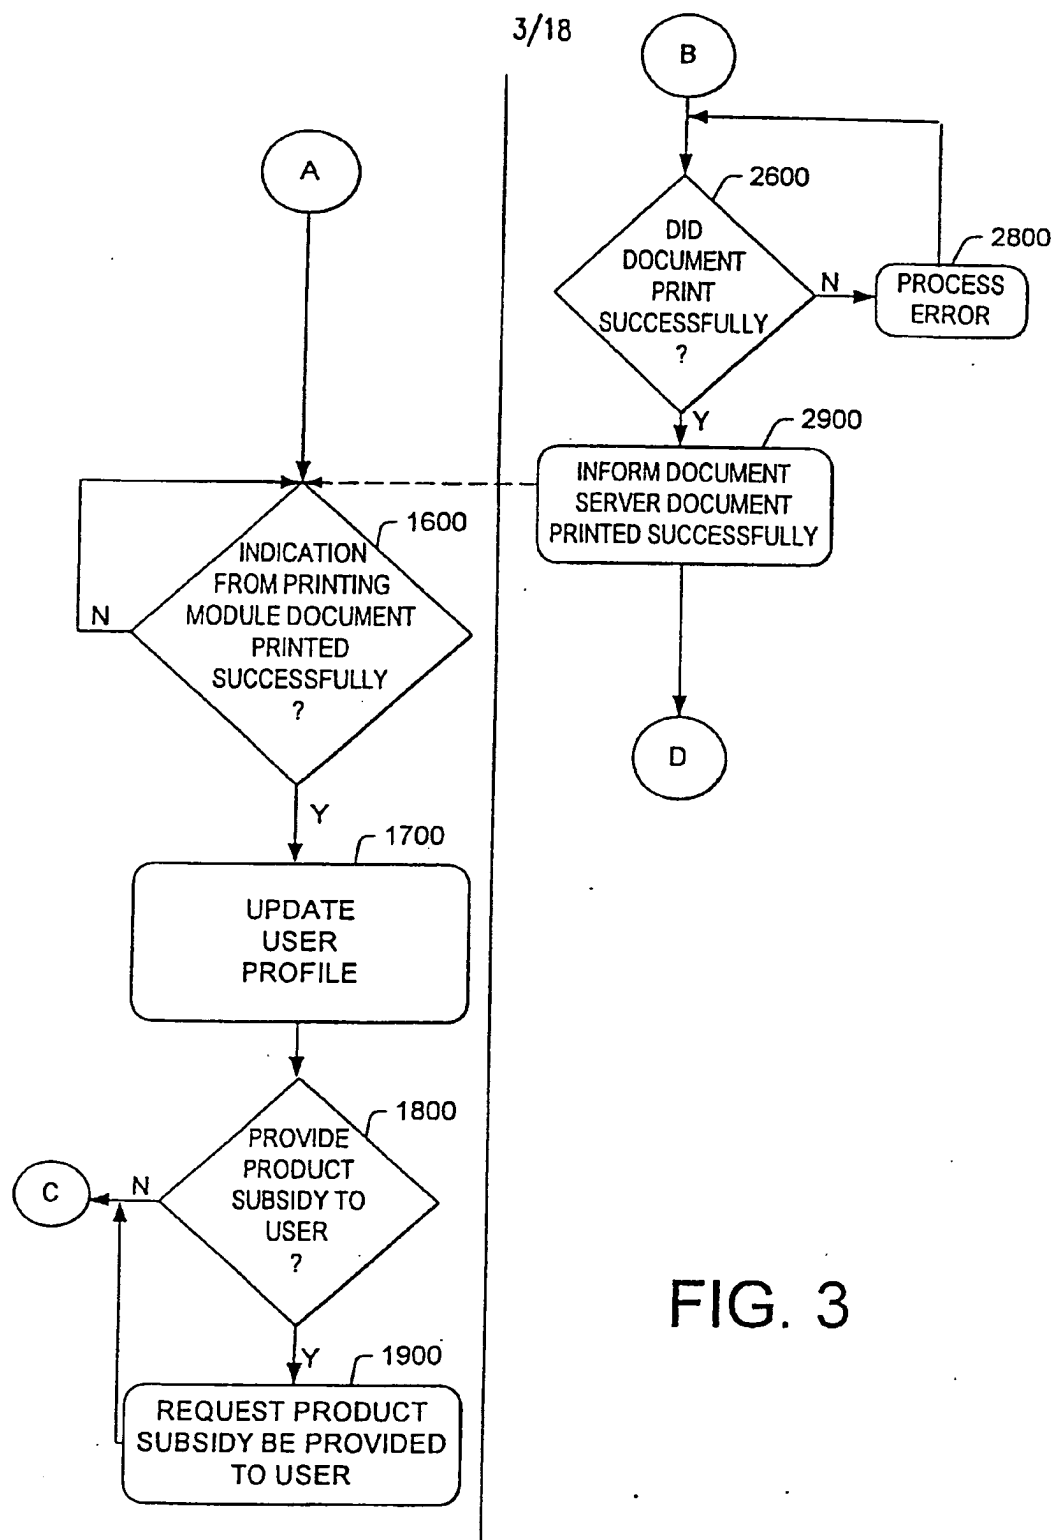 3/18
B
A
2600
DID
DOCUMENT
PRINT
SUCCESSFULLY
?
N
2800
PROCESS
ERROR
Y
2900
INFORM DOCUMENT
SERVER DOCUMENT
PRINTED SUCCESSFULLY
D
1600
INDICATION
FROM PRINTING
MODULE DOCUMENT
PRINTED
SUCCESSFULLY
?
N
Y
1700
UPDATE
USER
PROFILE
1800
PROVIDE
PRODUCT
SUBSIDY TO
USER
?
N
C
Y
1900
REQUEST PRODUCT
SUBSIDY BE PROVIDED
TO USER
FIG. 3